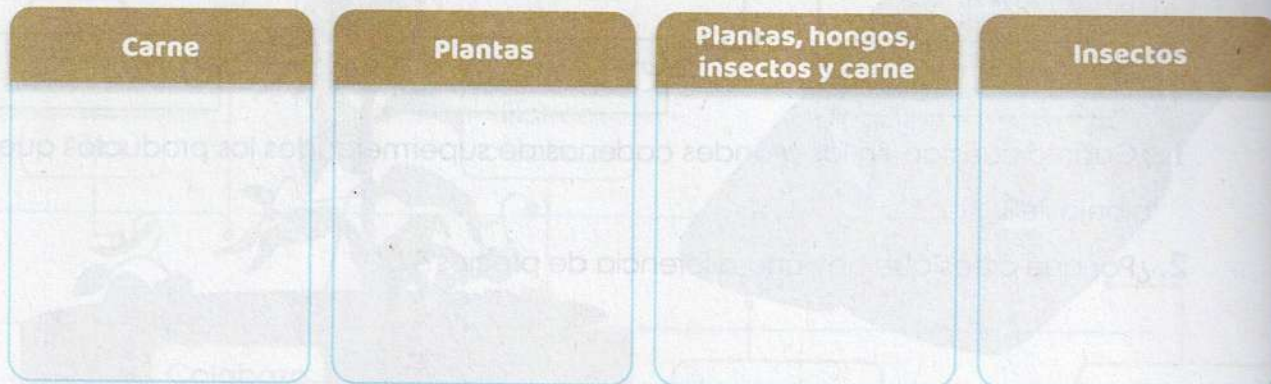 Carne
Plantas
Plantas, hongos,
insectos y carne
Insectos